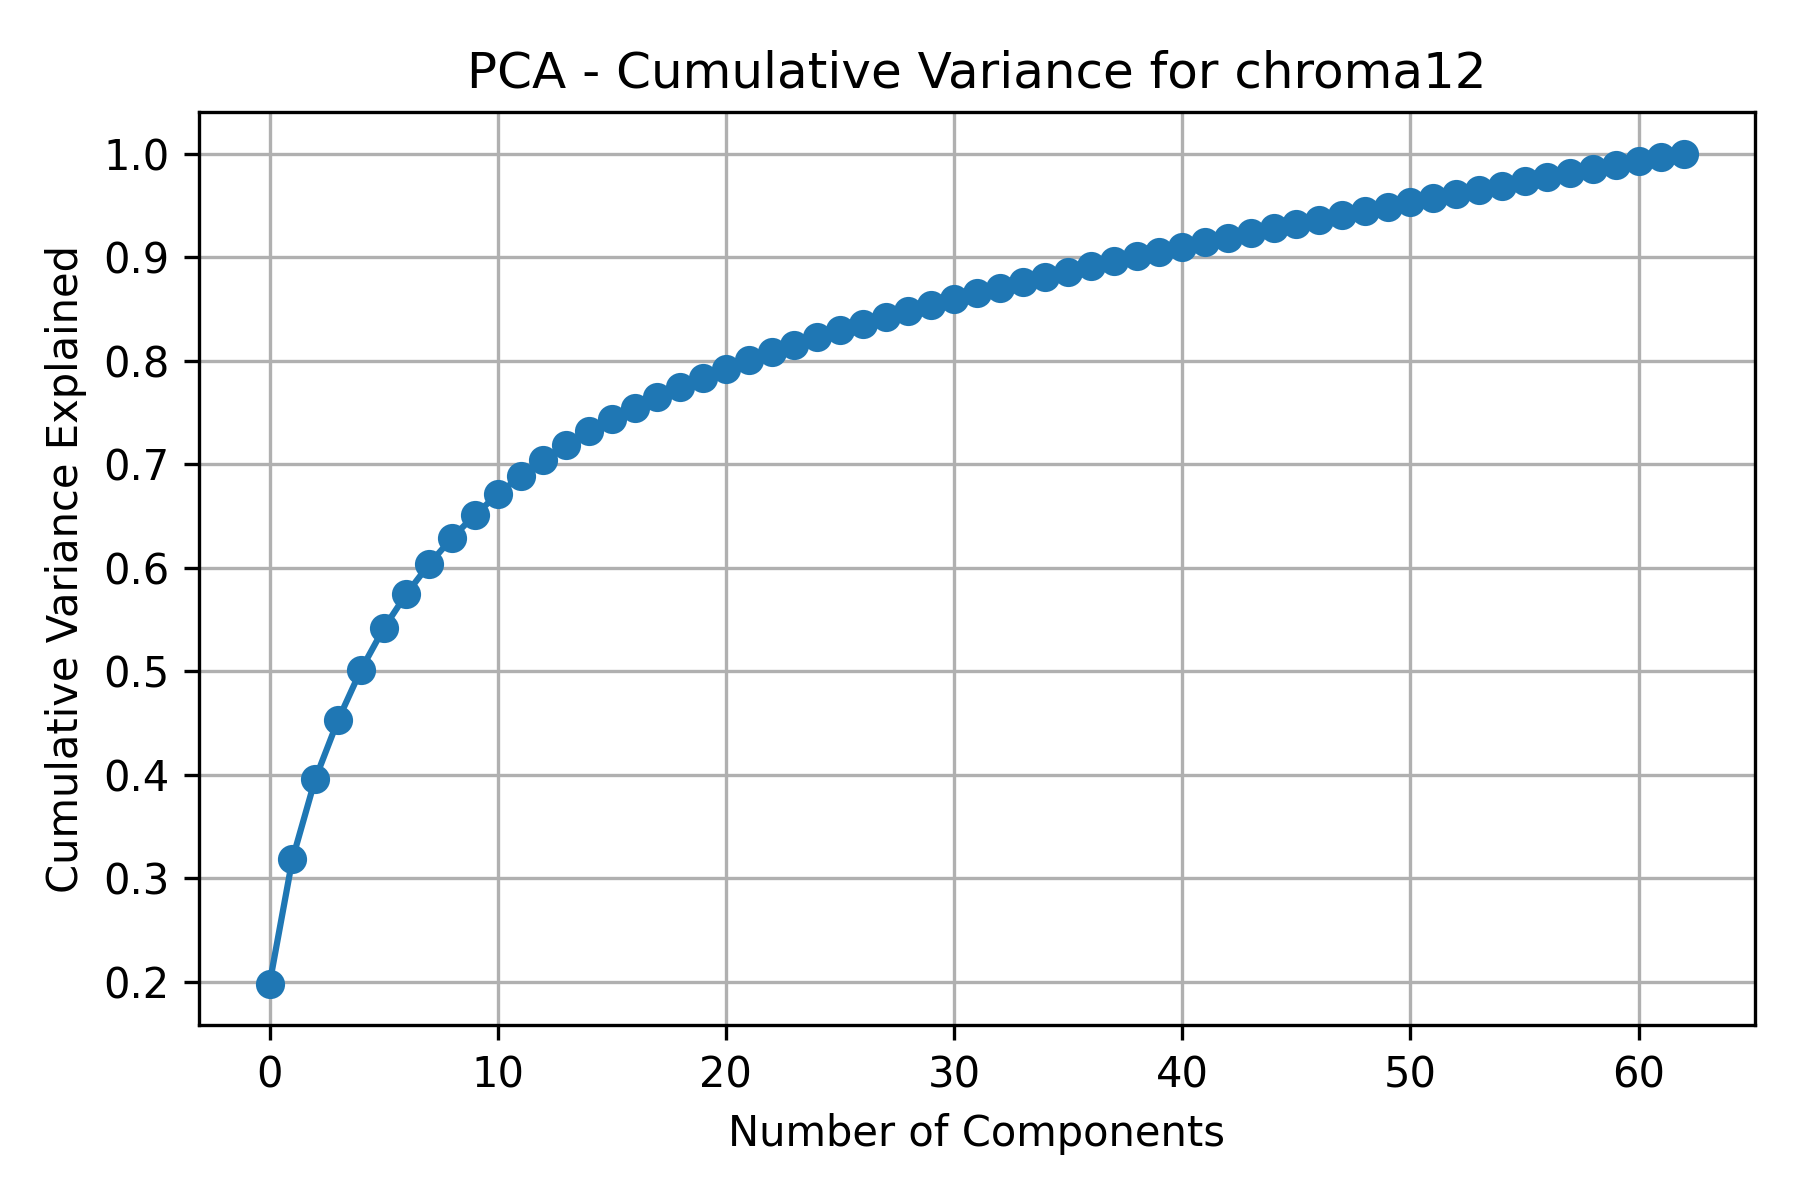 PCA - Cumulative Variance for chroma12
1.0
0.9
0.8
0.7
0.6
0.5
0.4
0.3
0.2
Cumulative Variance Explained
0 10 20 30 40 50 60
Number of Components